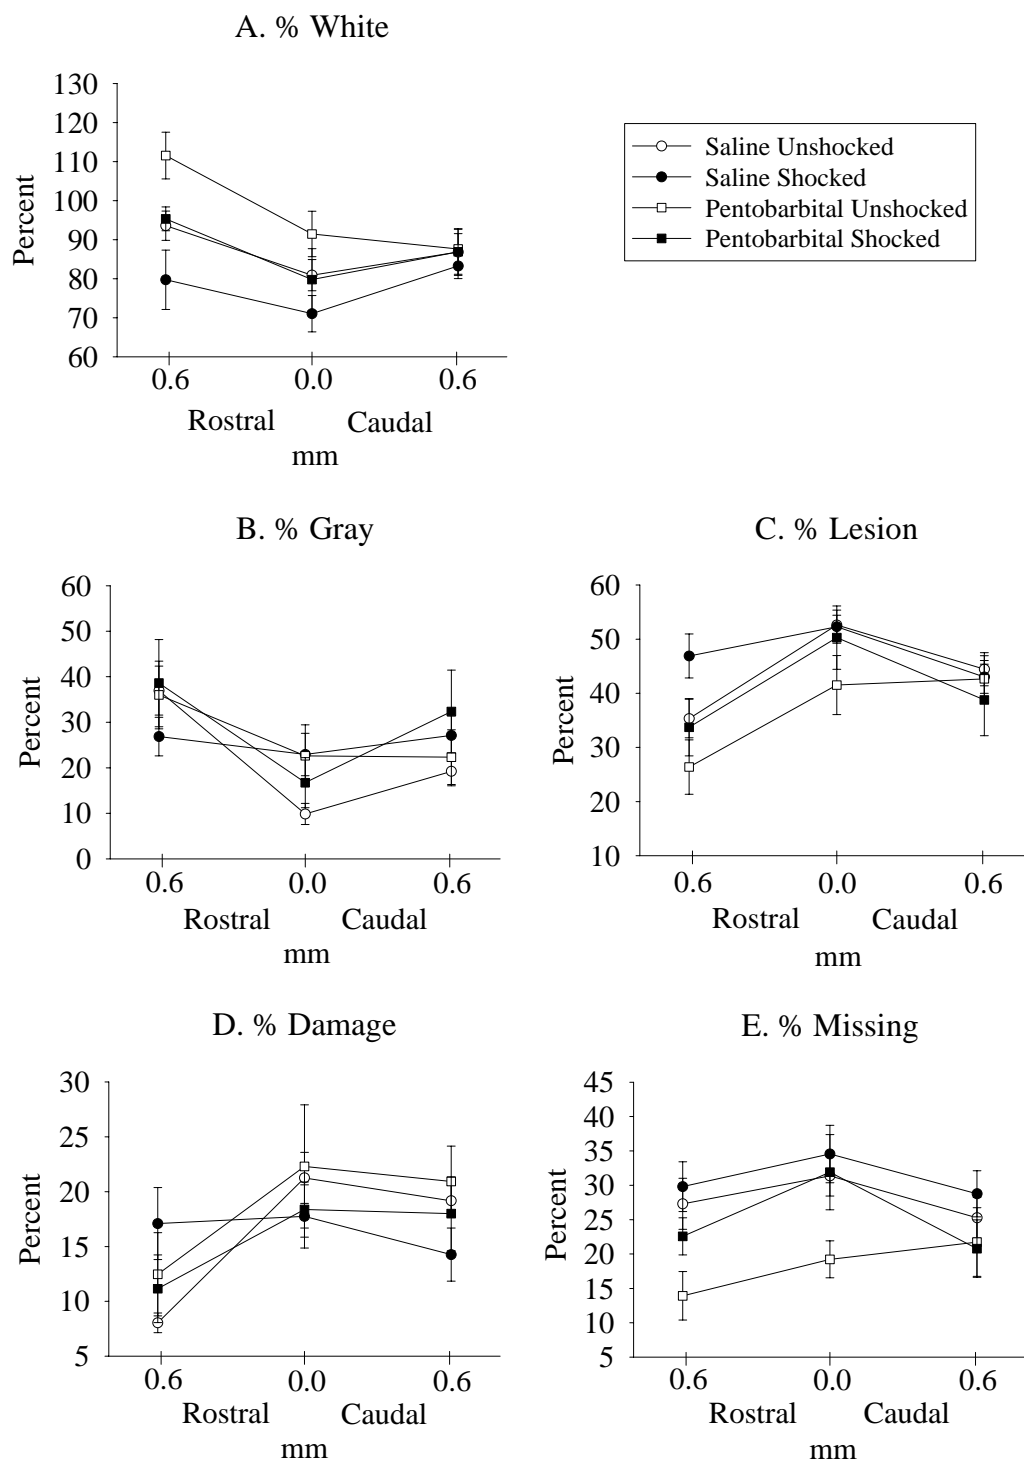 A. % White
130
120
110
100
90
80
70
60
Percent
0.6 0.0 0.6
Rostral Caudal
mm
Saline Unshocked
Saline Shocked
Pentobarbital Unshocked
Pentobarbital Shocked
B. % Gray
60
50
40
30
20
10
0
Percent
0.6 0.0 0.6
Rostral Caudal
mm
C. % Lesion
60
50
40
30
20
10
Percent
0.6 0.0 0.6
Rostral Caudal
mm
D. % Damage
30
25
20
15
10
5
Percent
0.6 0.0 0.6
Rostral Caudal
mm
E. % Missing
45
40
35
30
25
20
15
10
5
Percent
0.6 0.0 0.6
Rostral Caudal
mm